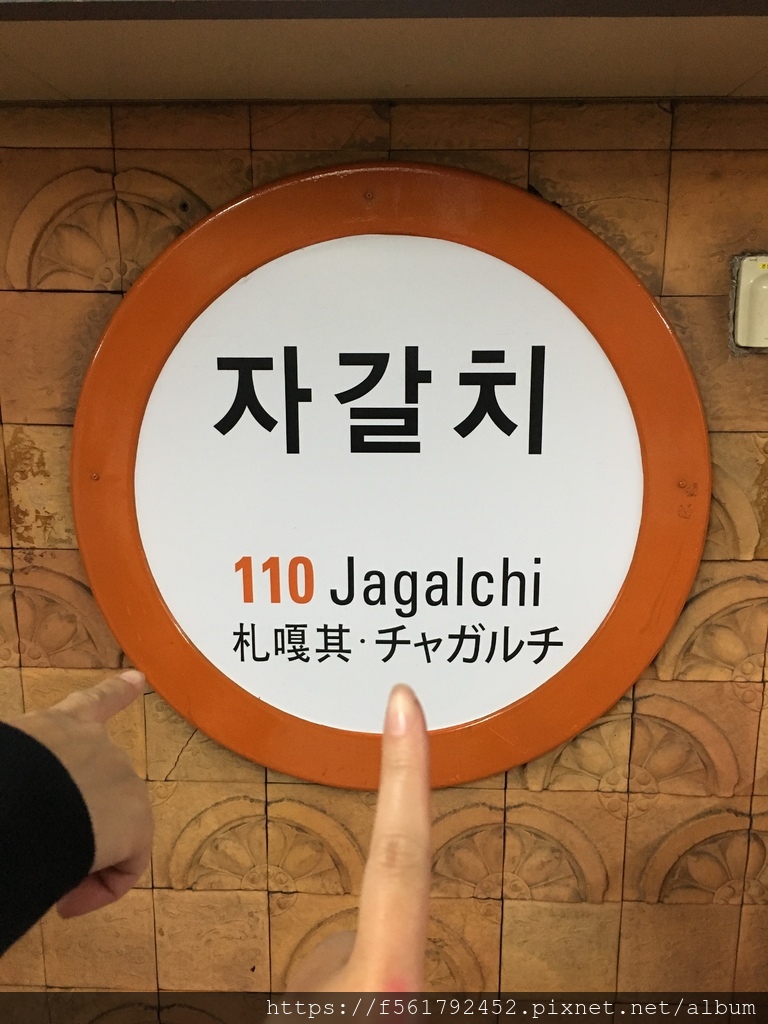 자갈치
110 Jagalchi
札嘎其·チャガルチ
https://f561792452.pixnet.net/album